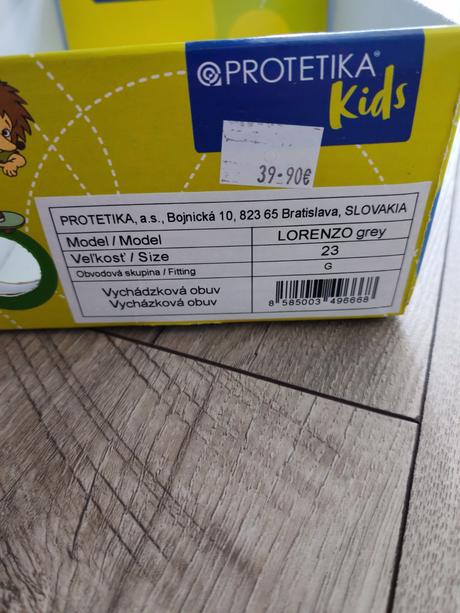 PROTETIKA®
Kids
39-90€
PROTETIKA, a.s., Bojnická 10, 823 65 Bratislava, SLOVAKIA
Model / Model LORENZO grey
Veľkosť / Size 23
Obvodová skupina / Fitting G
Vychádzková obuv
Vycházková obuv
8 585003 496668